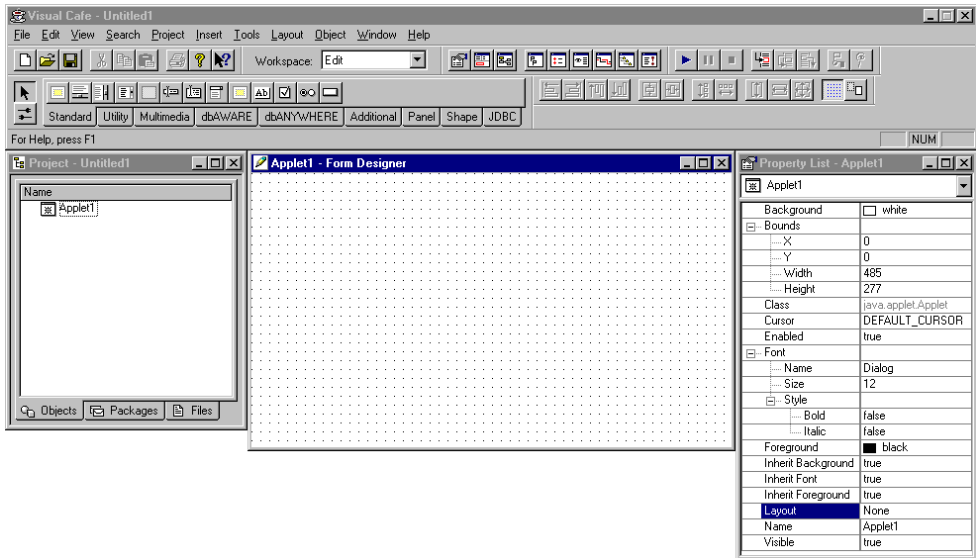 Visual Cafe - Untitled1
File Edit View Search Project Insert Tools Layout Object Window Help
Workspace: Edit
Standard Utility Multimedia dbAWARE dbANYWHERE Additional Panel Shape JDBC
For Help, press F1
NUM
Project - Untitled1
Name
Applet1
Objects Packages Files
Applet1 - Form Designer
Property List - Applet1
Applet1
Background white
Bounds
X 0
Y 0
Width 485
Height 277
Class java.applet.Applet
Cursor DEFAULT_CURSOR
Enabled true
Font
Name Dialog
Size 12
Style
Bold false
Italic false
Foreground black
Inherit Background true
Inherit Font true
Inherit Foreground true
Layout None
Name Applet1
Visible true